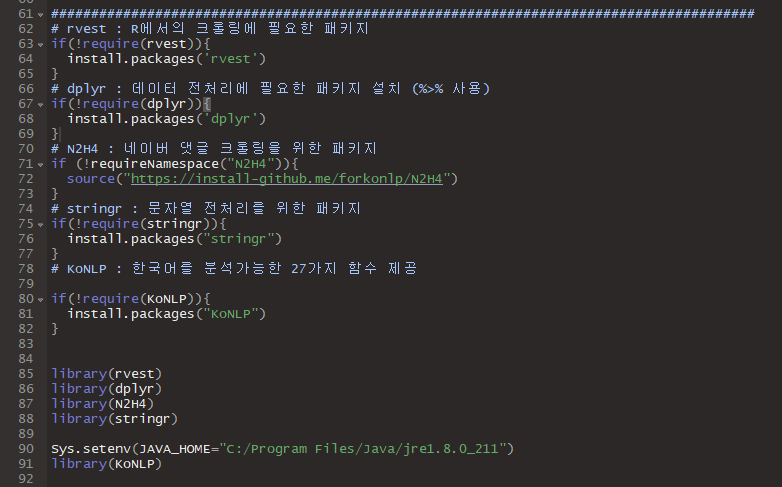 61 ########################################################################################
62 # rvest : R에서의 크롤링에 필요한 패키지
63 if(!require(rvest)){
64   install.packages('rvest')
65 }
66 # dplyr : 데이터 전처리에 필요한 패키지 설치 (%>% 사용)
67 if(!require(dplyr)){
68   install.packages('dplyr')
69 }
70 # N2H4 : 네이버 댓글 크롤링을 위한 패키지
71 if (!requireNamespace("N2H4")){
72   source("https://install-github.me/forkonlp/N2H4")
73 }
74 # stringr : 문자열 전처리를 위한 패키지
75 if(!require(stringr)){
76   install.packages("stringr")
77 }
78 # KoNLP : 한국어를 분석가능한 27가지 함수 제공
79
80 if(!require(KoNLP)){
81   install.packages("KoNLP")
82 }
83
84
85 library(rvest)
86 library(dplyr)
87 library(N2H4)
88 library(stringr)
89
90 Sys.setenv(JAVA_HOME="C:/Program Files/Java/jre1.8.0_211")
91 library(KoNLP)
92